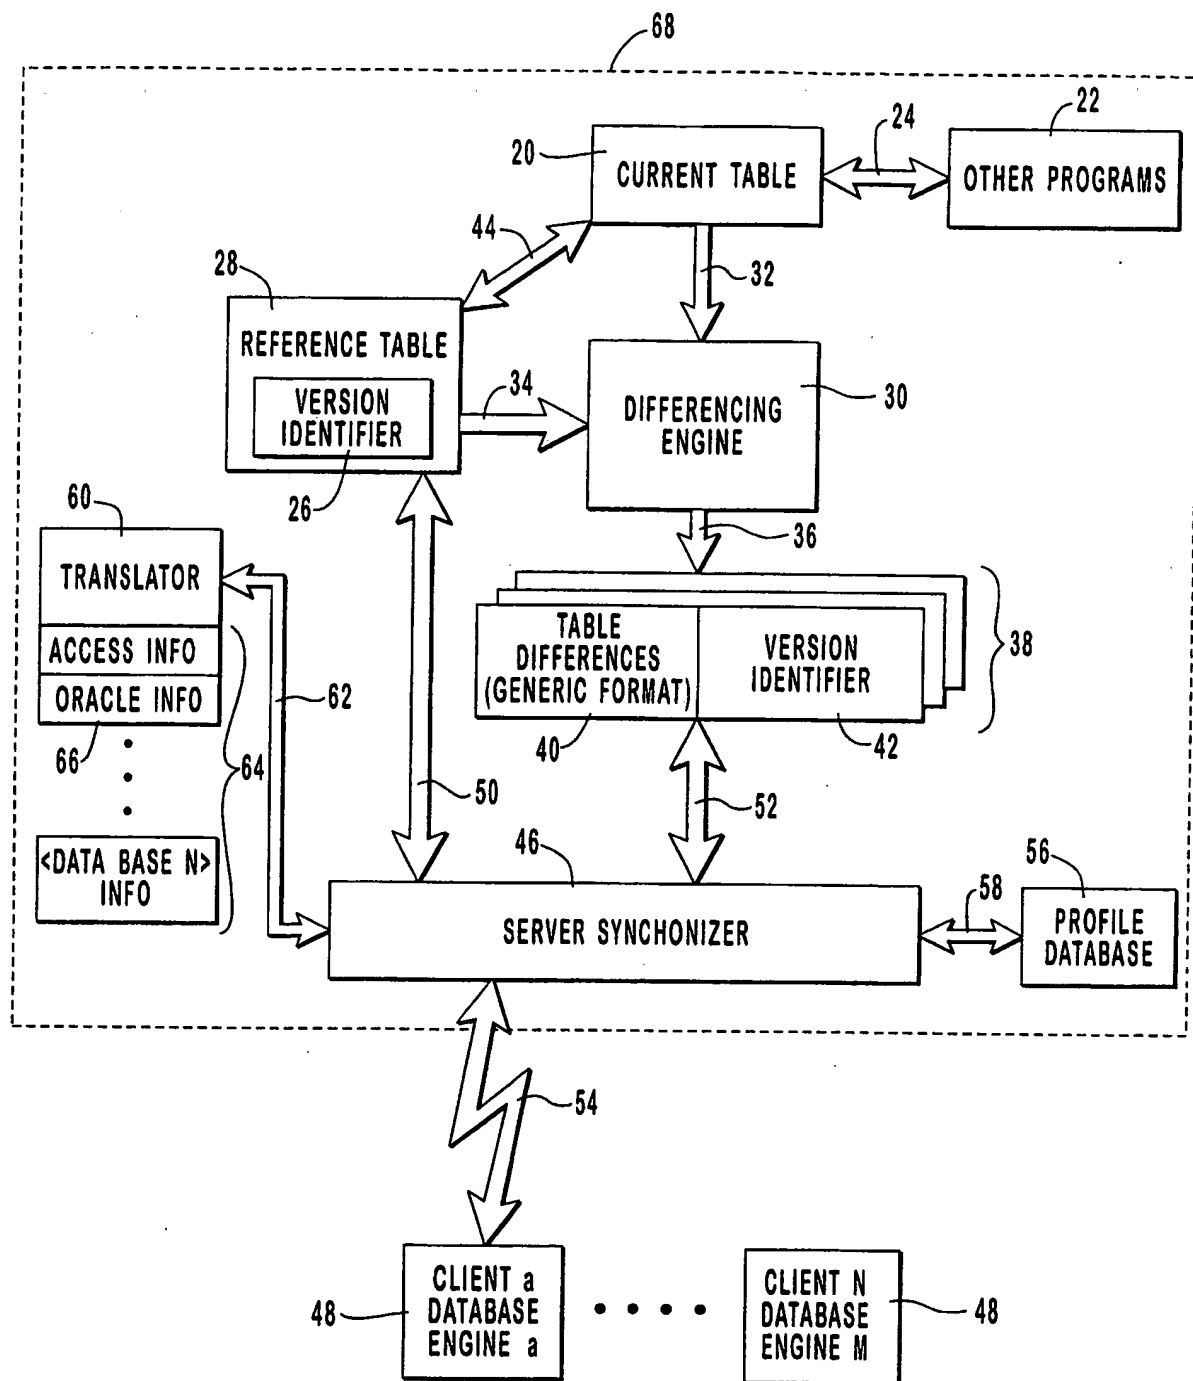 68
20
CURRENT TABLE
24
22
OTHER PROGRAMS
44
32
28
REFERENCE TABLE
VERSION
IDENTIFIER
26
34
DIFFERENCING
ENGINE
30
36
60
TRANSLATOR
ACCESS INFO
ORACLE INFO
66
64
<DATA BASE N>
INFO
62
TABLE
DIFFERENCES
(GENERIC FORMAT)
VERSION
IDENTIFIER
38
40
42
50
52
46
SERVER SYNCHONIZER
58
56
PROFILE
DATABASE
54
48
CLIENT a
DATABASE
ENGINE a
CLIENT N
DATABASE
ENGINE M
48